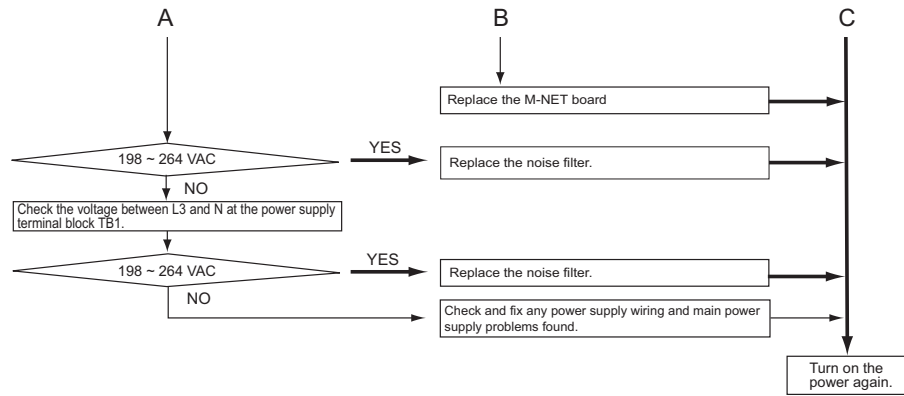 A
B
C
Replace the M-NET board
198 ~ 264 VAC
YES
Replace the noise filter.
NO
Check the voltage between L3 and N at the power supply
terminal block TB1.
198 ~ 264 VAC
YES
Replace the noise filter.
NO
Check and fix any power supply wiring and main power
supply problems found.
Turn on the
power again.